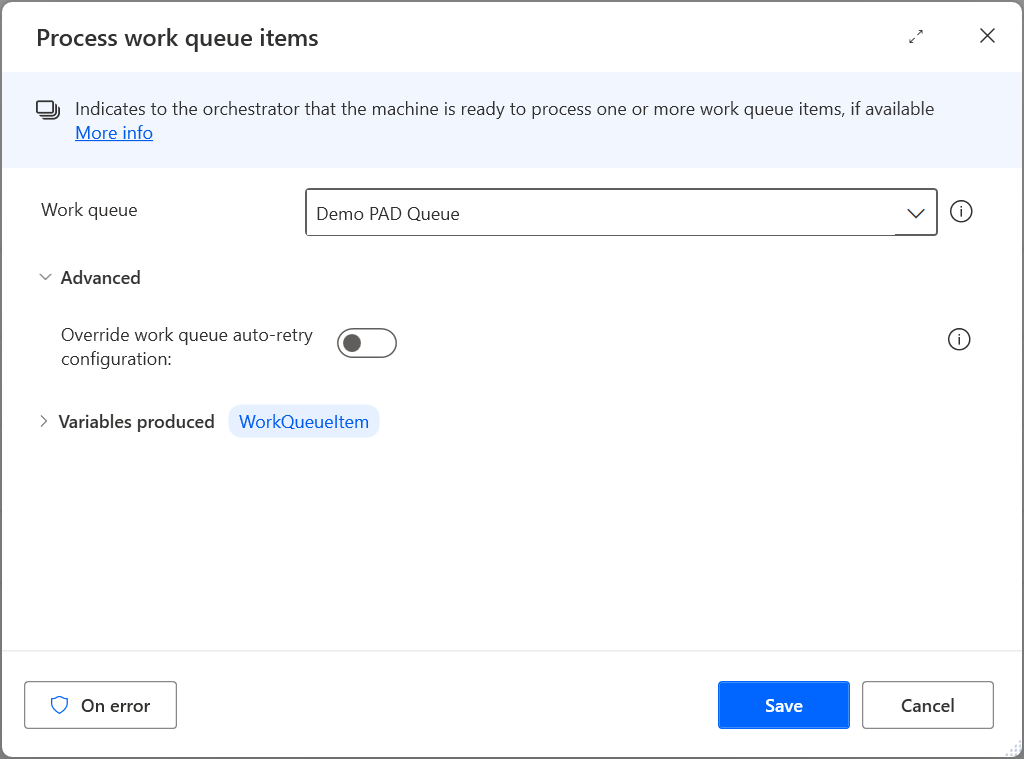 Process work queue items
Indicates to the orchestrator that the machine is ready to process one or more work queue items, if available
More info
Work queue
Demo PAD Queue
Advanced
Override work queue auto-retry
configuration:
Variables produced
WorkQueueItem
On error
Save
Cancel